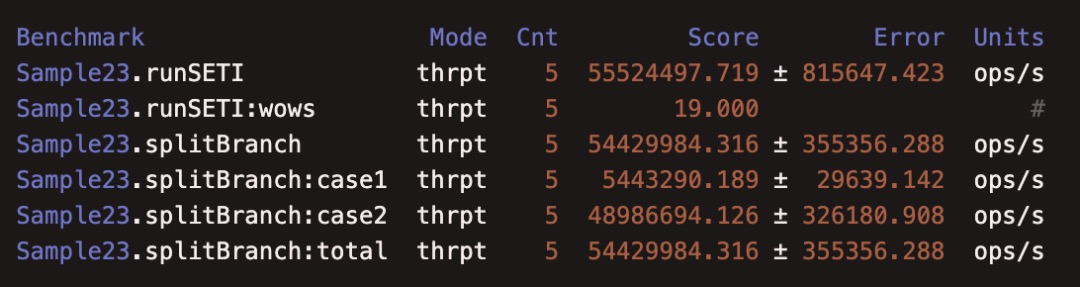 Benchmark                    Mode  Cnt         Score        Error  Units
Sample23.runSETI            thrpt    5  55524497.719 ± 815647.423  ops/s
Sample23.runSETI:wows       thrpt    5        19.000                   #
Sample23.splitBranch        thrpt    5  54429984.316 ± 355356.288  ops/s
Sample23.splitBranch:case1  thrpt    5   5443290.189 ±  29639.142  ops/s
Sample23.splitBranch:case2  thrpt    5  48986694.126 ± 326180.908  ops/s
Sample23.splitBranch:total  thrpt    5  54429984.316 ± 355356.288  ops/s